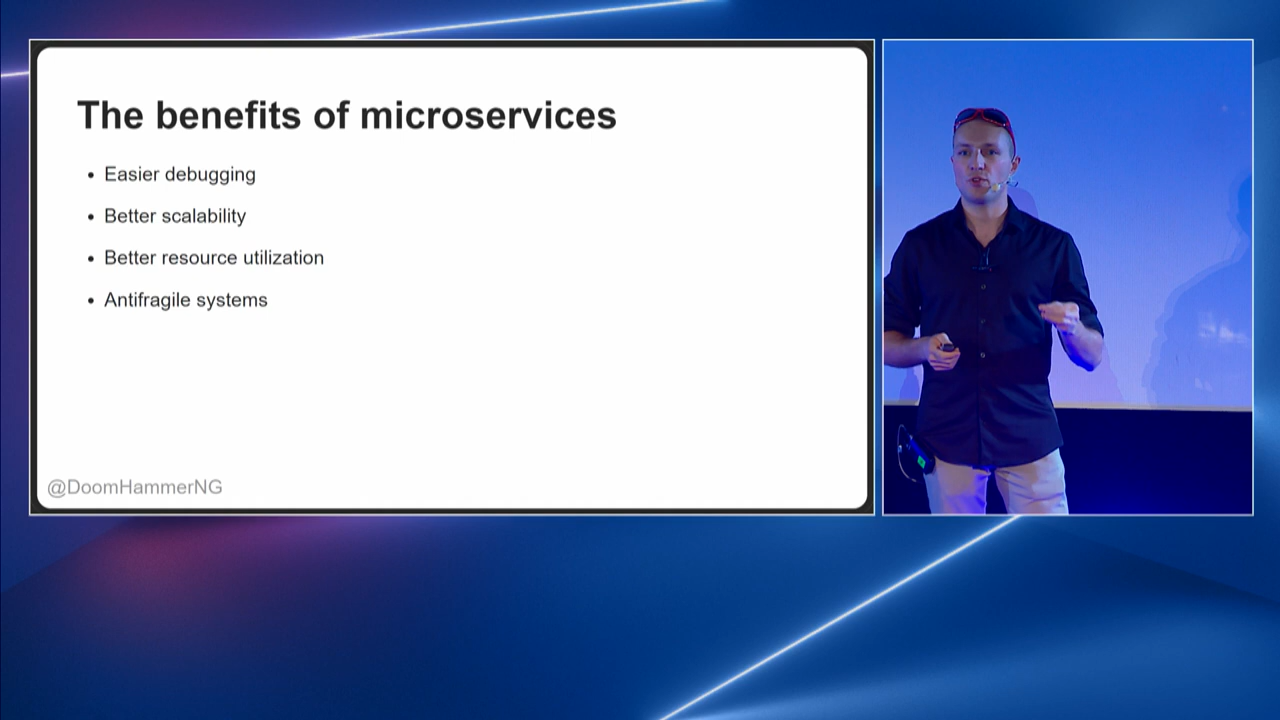 The benefits of microservices
Easier debugging
Better scalability
Better resource utilization
Antifragile systems
@DoomHammerNG